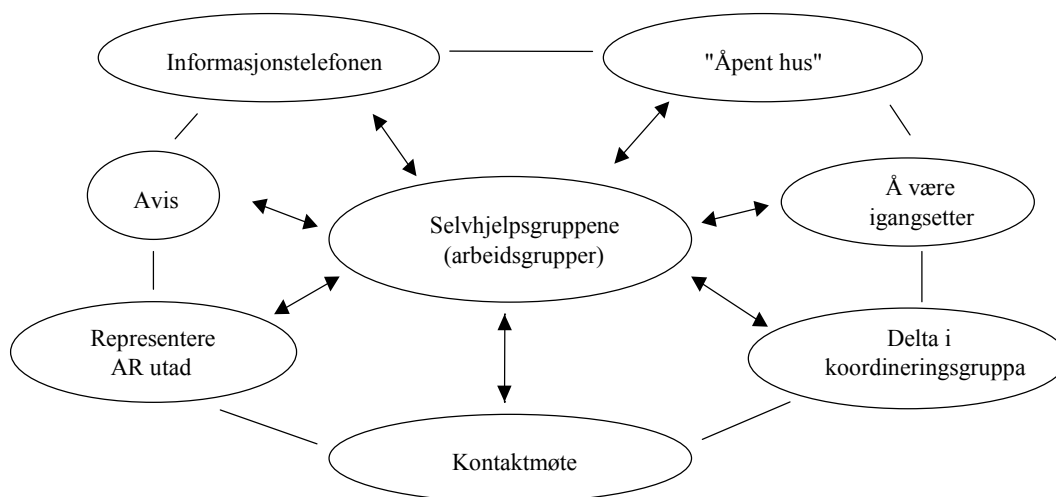 Informasjonstelefonen
"Åpent hus"
Avis
Selvhjelpsgruppene
(arbeidsgrupper)
Å være
igangsetter
Representere
AR utad
Delta i
koordineringsgruppa
Kontaktmøte